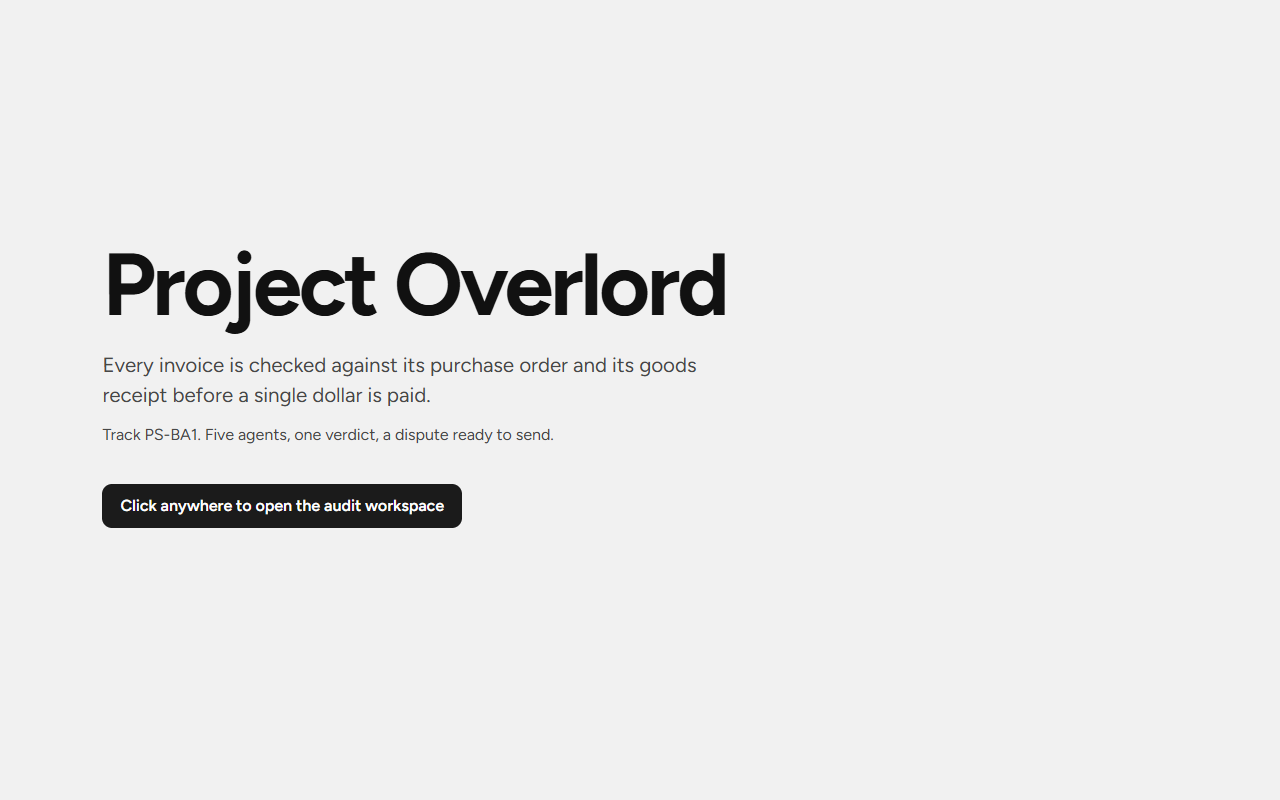 Project Overlord
Every invoice is checked against its purchase order and its goods
receipt before a single dollar is paid.
Track PS-BA1. Five agents, one verdict, a dispute ready to send.
Click anywhere to open the audit workspace